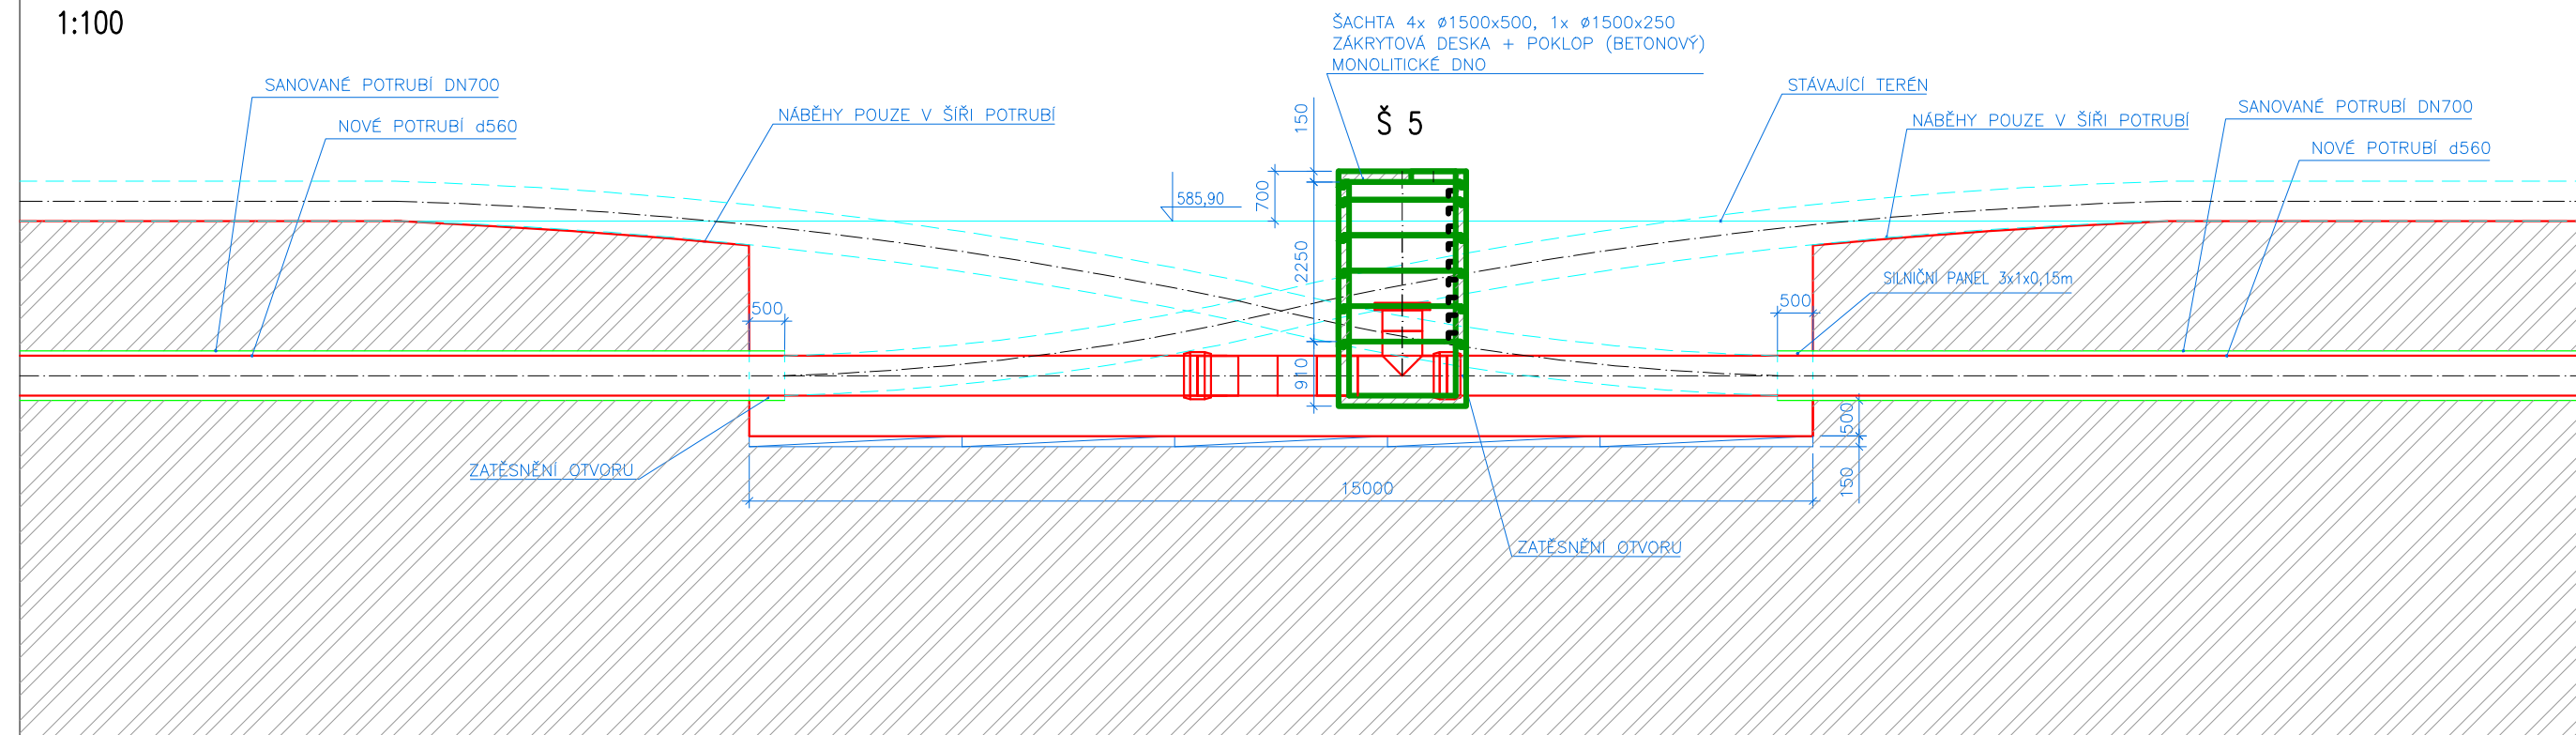 1:100
ŠACHTA 4x ø1500x500, 1x ø1500x250
ZÁKRYTOVÁ DESKA + POKLOP (BETONOVÝ)
MONOLITICKÉ DNO
SANOVANÉ POTRUBÍ DN700
NOVÉ POTRUBÍ d560
NÁBĚHY POUZE V ŠÍŘI POTRUBÍ
Š 5
STÁVAJÍCÍ TERÉN
NÁBĚHY POUZE V ŠÍŘI POTRUBÍ
SANOVANÉ POTRUBÍ DN700
NOVÉ POTRUBÍ d560
150
700
585,90
2250
910
500
500
SILNIČNÍ PANEL 3x1x0,15m
500
150
ZATĚSNĚNÍ OTVORU
15000
ZATĚSNĚNÍ OTVORU